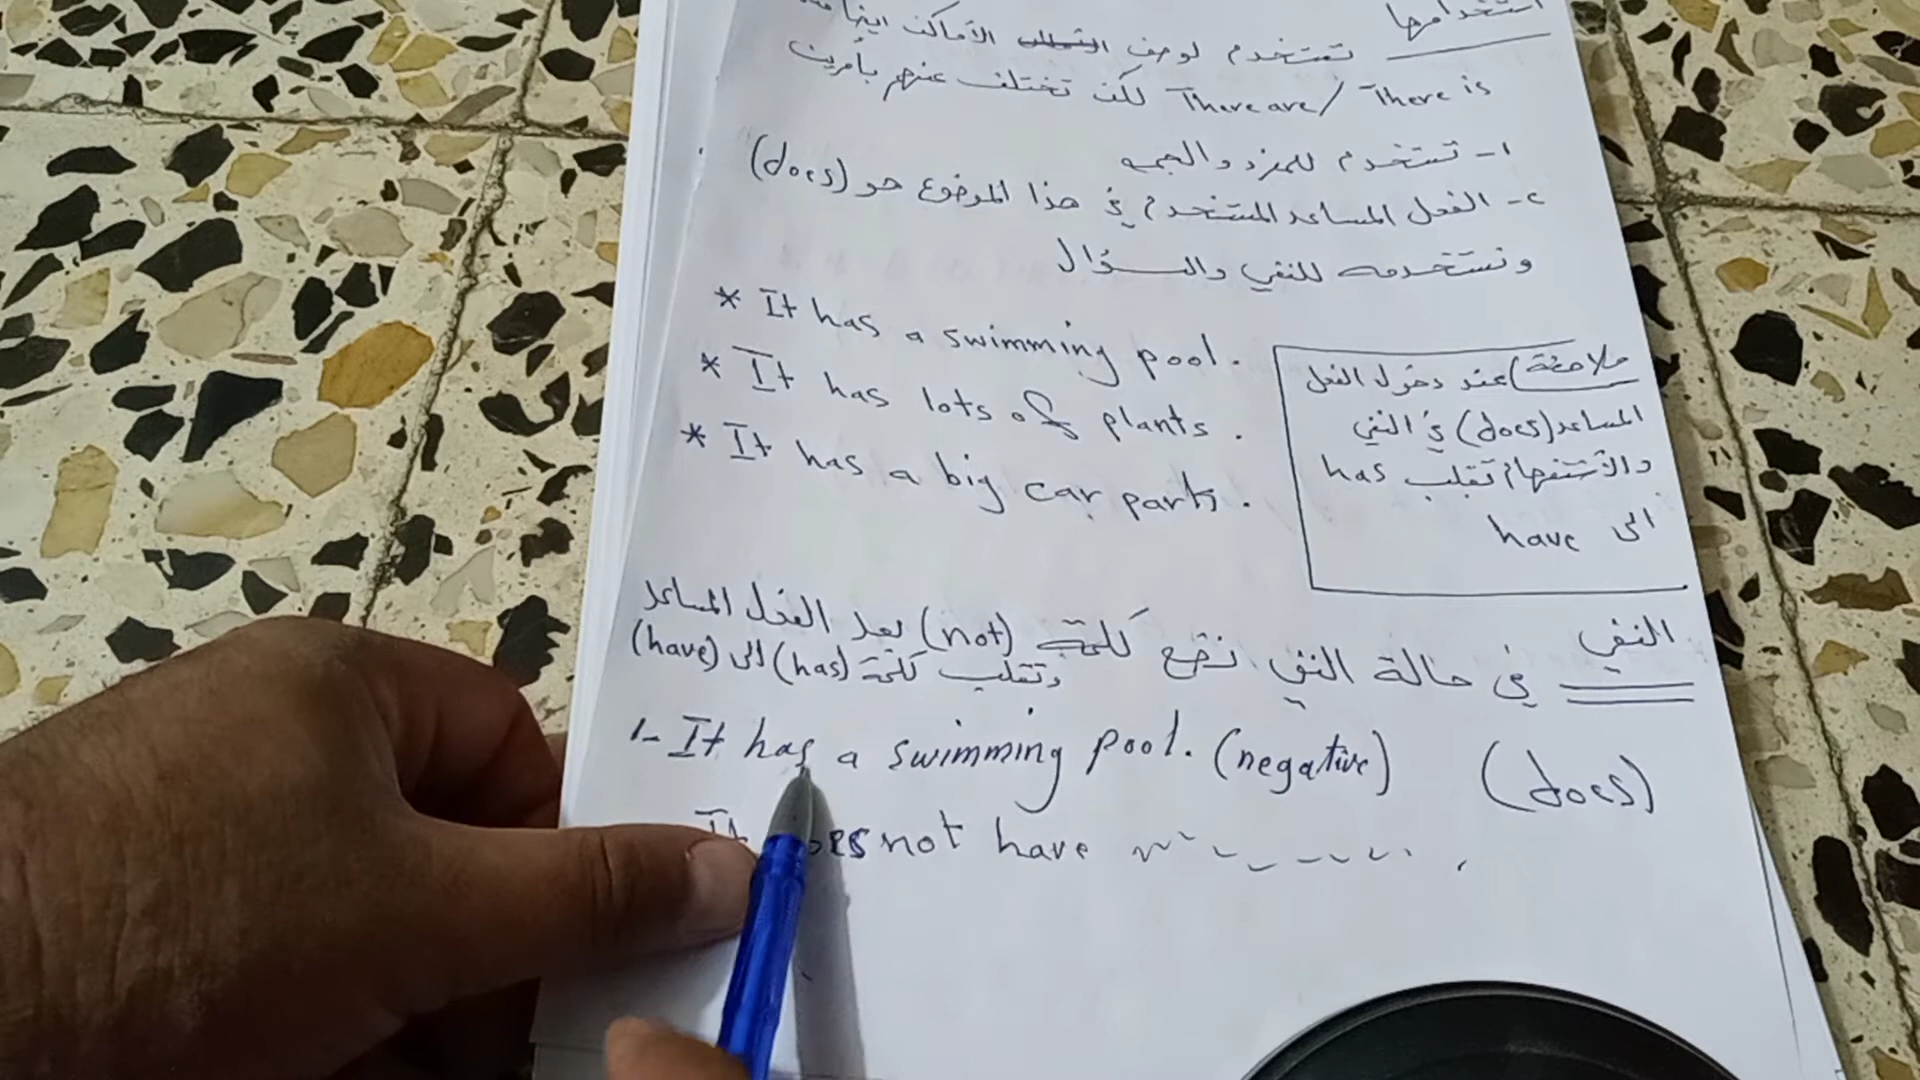 استخدامها تستخدم لوصف الأماكن ايضا
There are / There is لكن تختلف عنهم بأمرين
١- تستخدم للمفرد والجمع
٢- الفعل المساعد المستخدم في هذا الموضوع هو (does)
ونستخدمه للنفي والسؤال
* It has a swimming pool.
* It has lots of plants.
* It has a big car parts.
ملاحظة) عند دخول الفعل
المساعد (does) في النفي
والأستفهام تقلب has
الى have
النفي في حالة النفي نضع كلمة (not) بعد الفعل المساعد
وتقلب كلمة (has) الى (have)
1- It has a swimming pool. (negative) (does)
It does not have